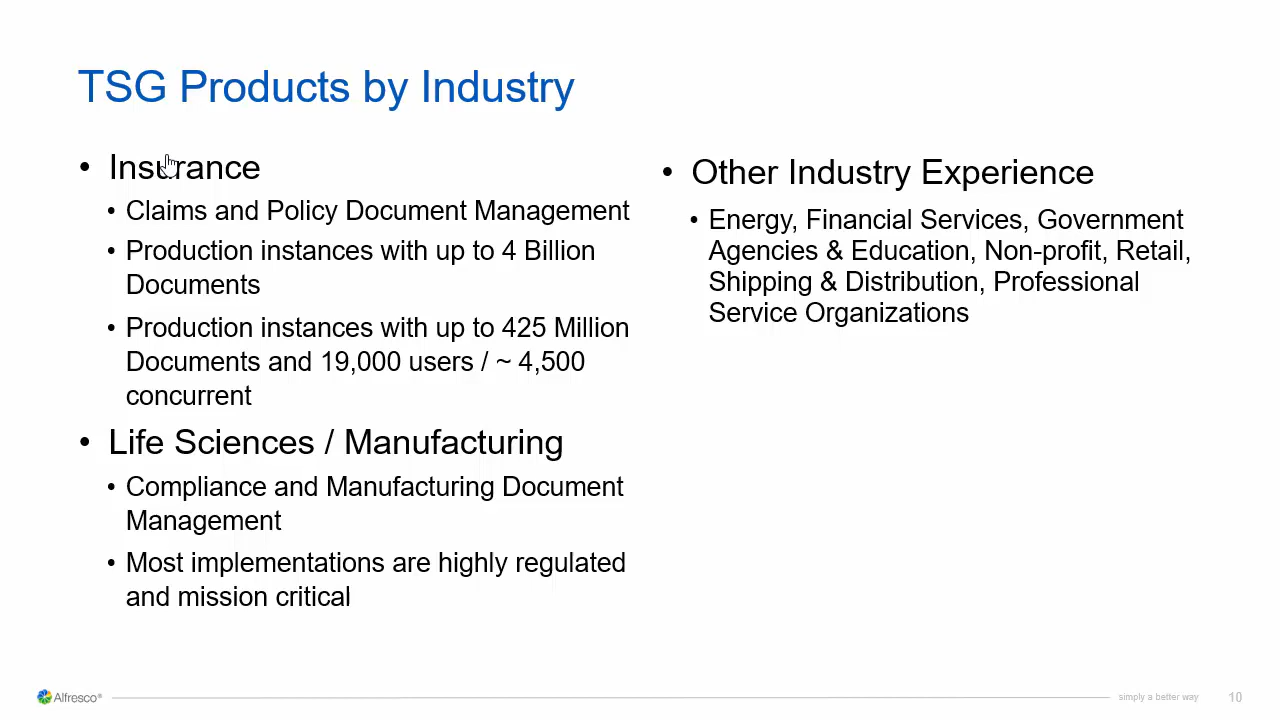 TSG Products by Industry
• Insurance
• Claims and Policy Document Management
• Production instances with up to 4 Billion
Documents
• Production instances with up to 425 Million
Documents and 19,000 users / ~ 4,500
concurrent
• Life Sciences / Manufacturing
• Compliance and Manufacturing Document
Management
• Most implementations are highly regulated
and mission critical
• Other Industry Experience
• Energy, Financial Services, Government
Agencies & Education, Non-profit, Retail,
Shipping & Distribution, Professional
Service Organizations
Alfresco®
simply a better way
10